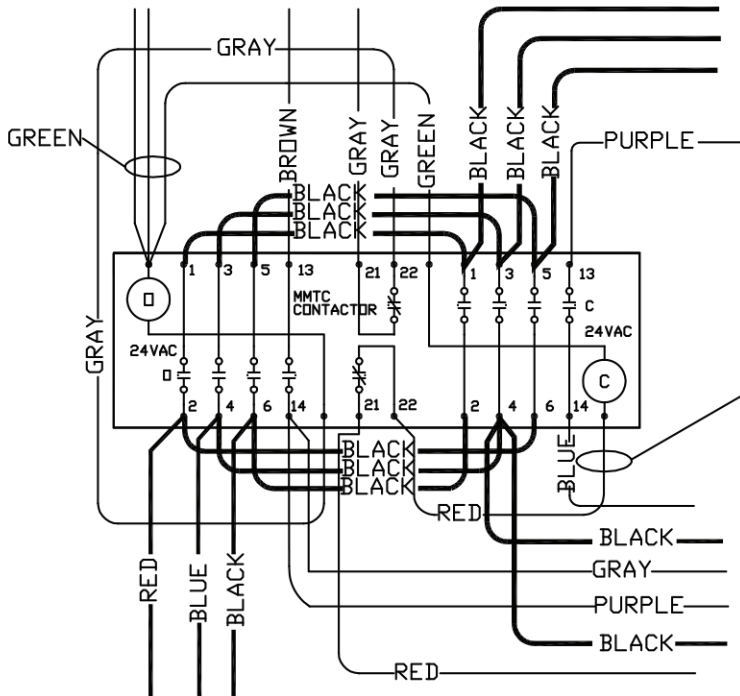 GRAY
GREEN
BROWN
GRAY
GRAY
GREEN
BLACK
BLACK
BLACK
PURPLE
BLACK
BLACK
BLACK
1 3 5 13 21 22 1 3 5 13
O
MMTC
CONTACTOR
C
24VAC
24VAC
O
C
GRAY
2 4 6 14 21 22 2 4 6 14
BLACK
BLACK
BLACK
BLUE
RED
RED
BLUE
BLACK
BLACK
GRAY
PURPLE
BLACK
RED